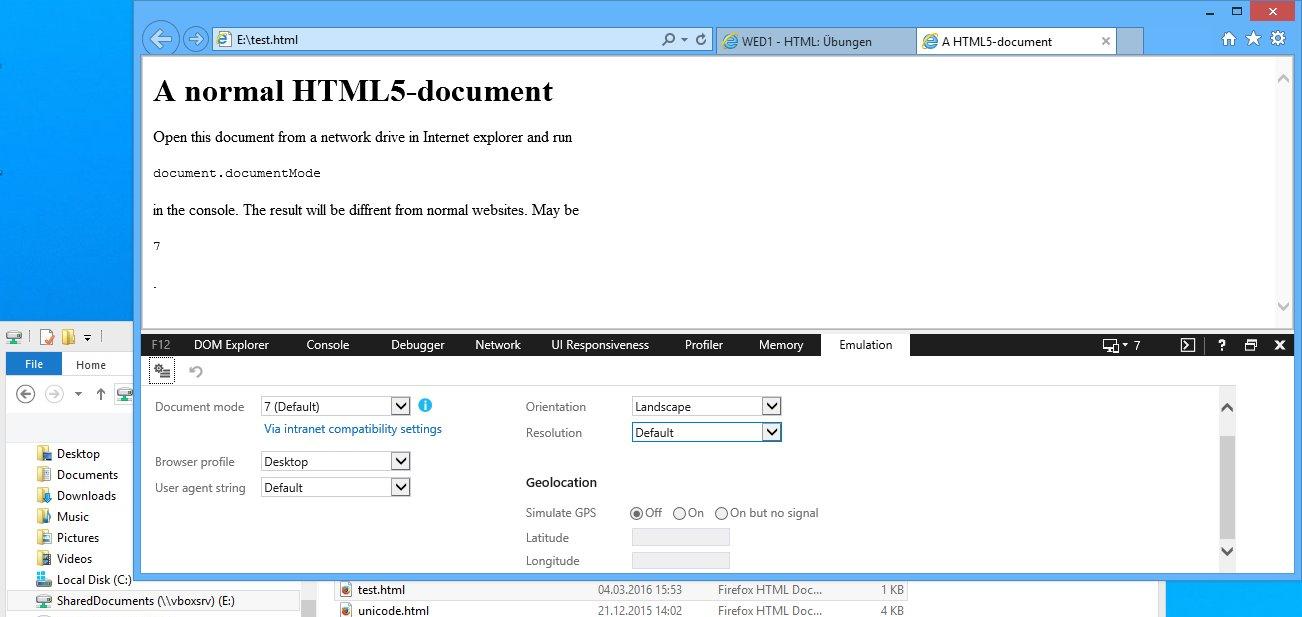 E:\test.html
WED1 - HTML: Übungen
A HTML5-document
A normal HTML5-document
Open this document from a network drive in Internet explorer and run
document.documentMode
in the console. The result will be diffrent from normal websites. May be
7
.
F12 DOM Explorer Console Debugger Network UI Responsiveness Profiler Memory Emulation 7 ?
Document mode 7 (Default)
Via intranet compatibility settings
Browser profile Desktop
User agent string Default
Orientation Landscape
Resolution Default
Geolocation
Simulate GPS Off On On but no signal
Latitude
Longitude
File Home
Desktop
Documents
Downloads
Music
Pictures
Videos
Local Disk (C:)
SharedDocuments (\\vboxsrv) (E:)
test.html 04.03.2016 15:53 Firefox HTML Doc... 1 KB
unicode.html 21.12.2015 14:02 Firefox HTML Doc... 4 KB